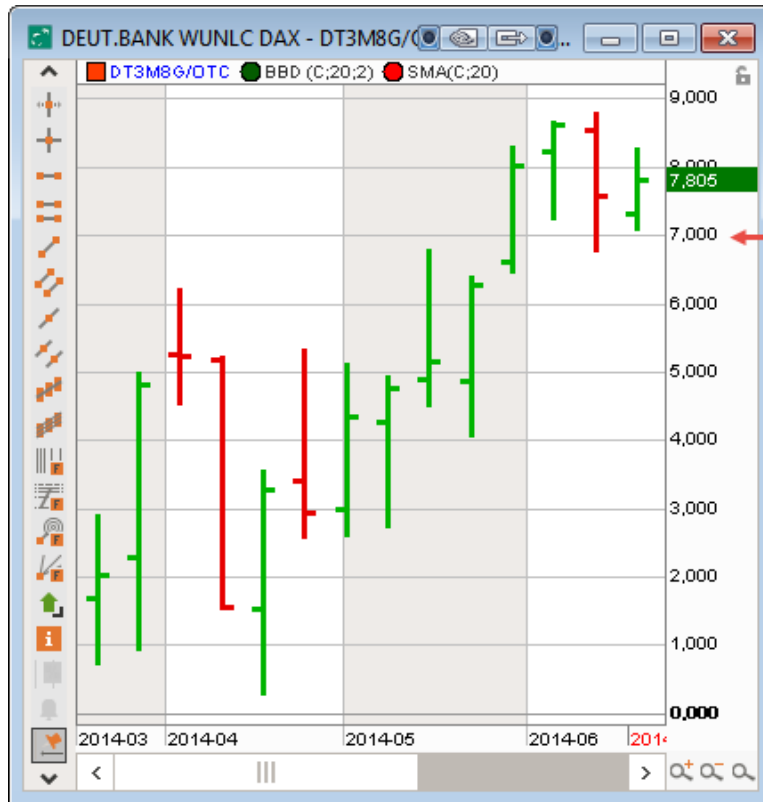 DEUT.BANK WUNLC DAX - DT3M8G/
DT3M8G/OTC BBD (C;20;2) SMA(C;20)
9,000
8,000
7,805
7,000
6,000
5,000
4,000
3,000
2,000
1,000
0,000
F
F
F
F
i
2014-03 2014-04 2014-05 2014-06 2014